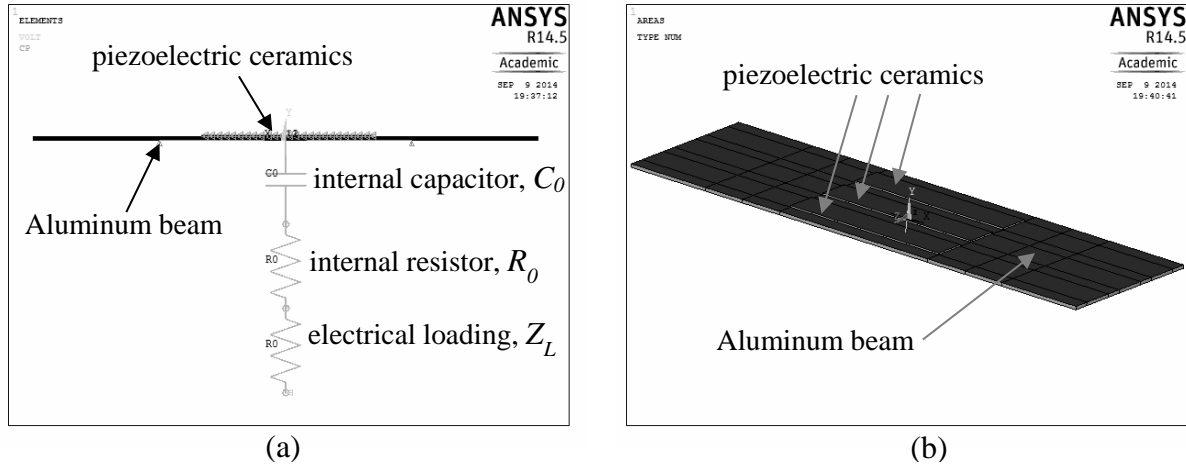 1
ELEMENTS
VOLT
CP
ANSYS
R14.5
Academic
SEP 9 2014
19:37:12
piezoelectric ceramics
Y
C0
internal capacitor, C0
Aluminum beam
R0
internal resistor, R0
R0
electrical loading, ZL
(a)
1
AREAS
TYPE NUM
ANSYS
R14.5
Academic
SEP 9 2014
19:40:41
piezoelectric ceramics
Y
Z
X
Aluminum beam
(b)